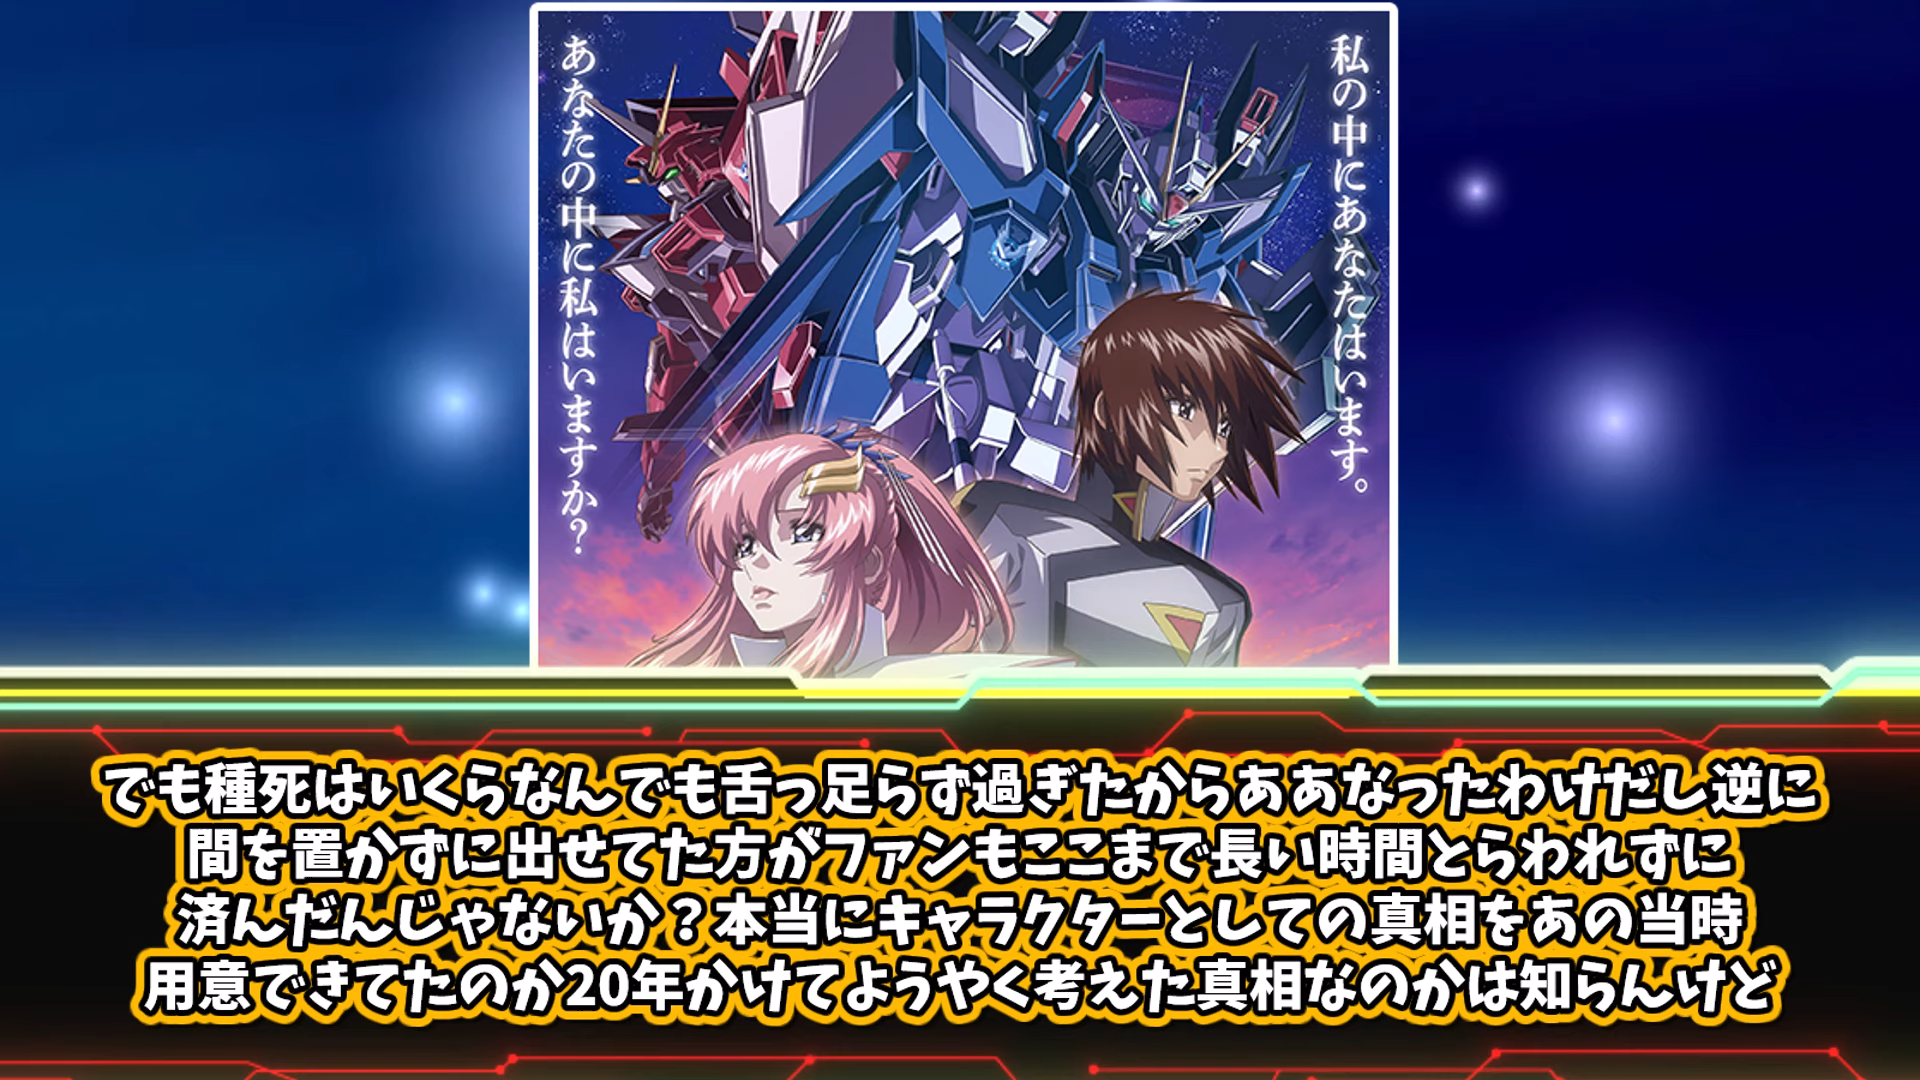 私の中にあなたはいます。
あなたの中に私はいますか?
でも種死はいくらなんでも舌っ足らず過ぎたからああなったわけだし逆に
間を置かずに出せてた方がファンもここまで長い時間とらわれずに
済んだんじゃないか？本当にキャラクターとしての真相をあの当時
用意できてたのか20年かけてようやく考えた真相なのかは知らんけど